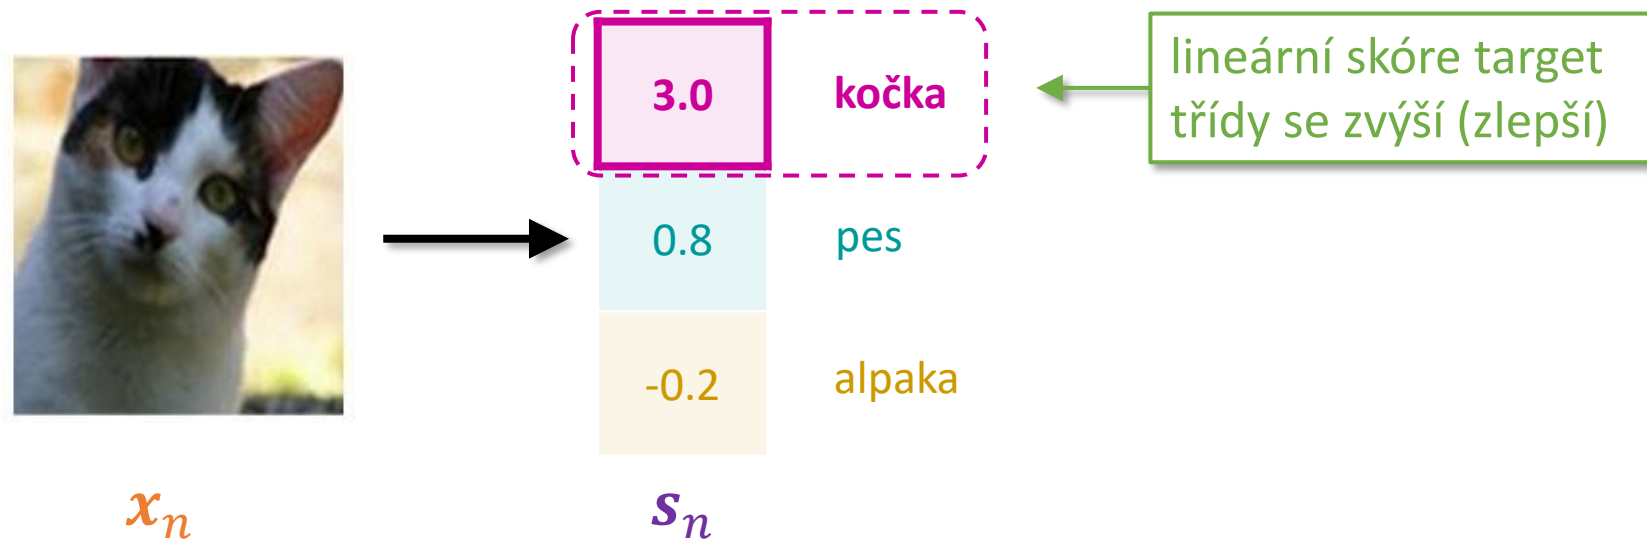 3.0 kočka
0.8 pes
-0.2 alpaka
lineární skóre target
třídy se zvýší (zlepší)
xₙ
sₙ